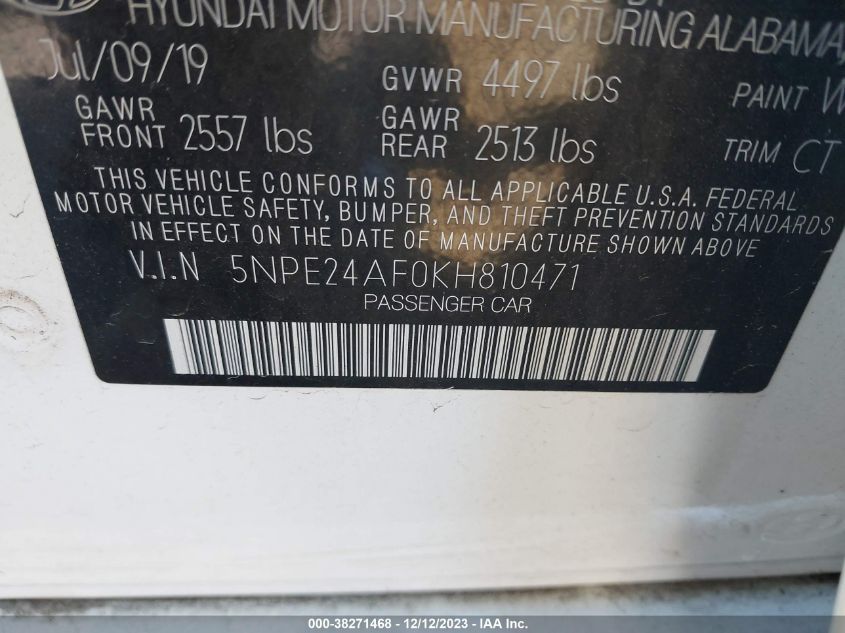 HYUNDAI MOTOR MANUFACTURING ALABAMA,
Jul/09/19
GVWR 4497 lbs
PAINT W
GAWR FRONT 2557 lbs
GAWR REAR 2513 lbs
TRIM CT
THIS VEHICLE CONFORMS TO ALL APPLICABLE U.S.A. FEDERAL
MOTOR VEHICLE SAFETY, BUMPER, AND THEFT PREVENTION STANDARDS
IN EFFECT ON THE DATE OF MANUFACTURE SHOWN ABOVE
V.I.N 5NPE24AF0KH810471
PASSENGER CAR
000-38271468 - 12/12/2023 - IAA Inc.